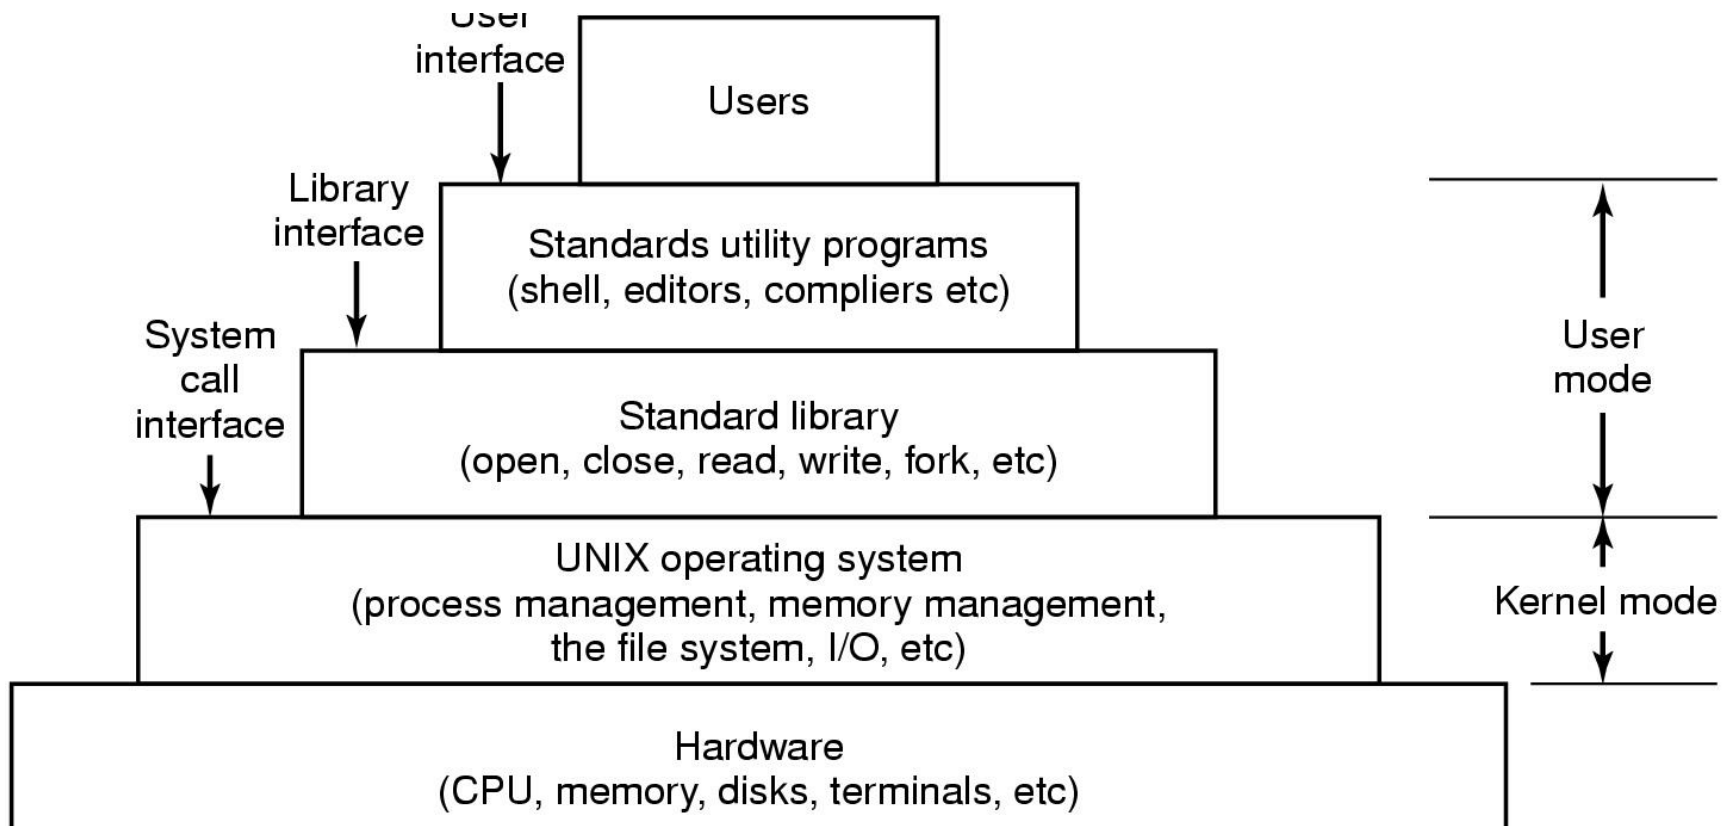 User
interface
Users
Library
interface
Standards utility programs
(shell, editors, compliers etc)
System
call
interface
User
mode
Standard library
(open, close, read, write, fork, etc)
UNIX operating system
(process management, memory management,
the file system, I/O, etc)
Kernel mode
Hardware
(CPU, memory, disks, terminals, etc)